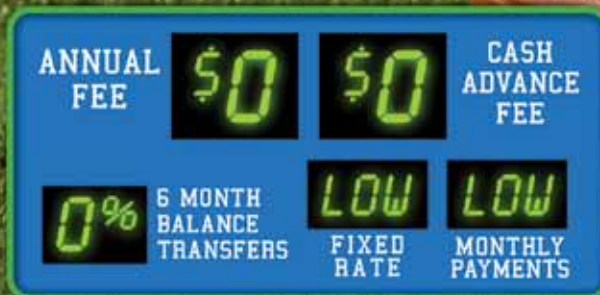 ANNUAL
FEE
$0
$0
CASH
ADVANCE
FEE
0%
6 MONTH
BALANCE
TRANSFERS
LOW
FIXED
RATE
LOW
MONTHLY
PAYMENTS